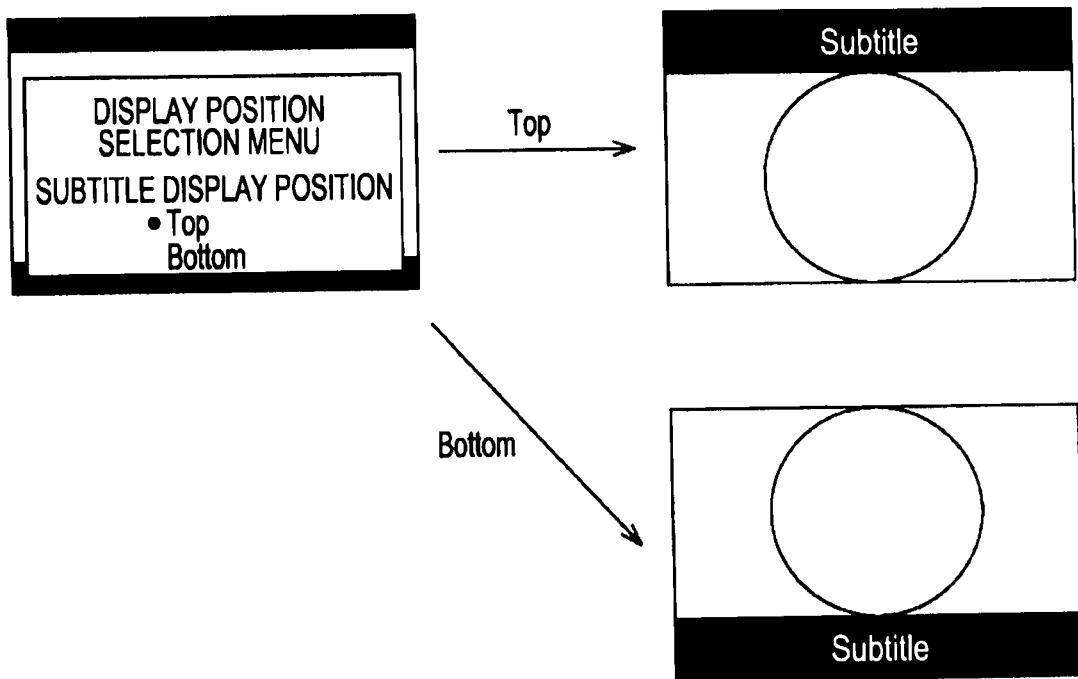 DISPLAY POSITION
SELECTION MENU
SUBTITLE DISPLAY POSITION
• Top
Bottom
Top
Subtitle
Bottom
Subtitle